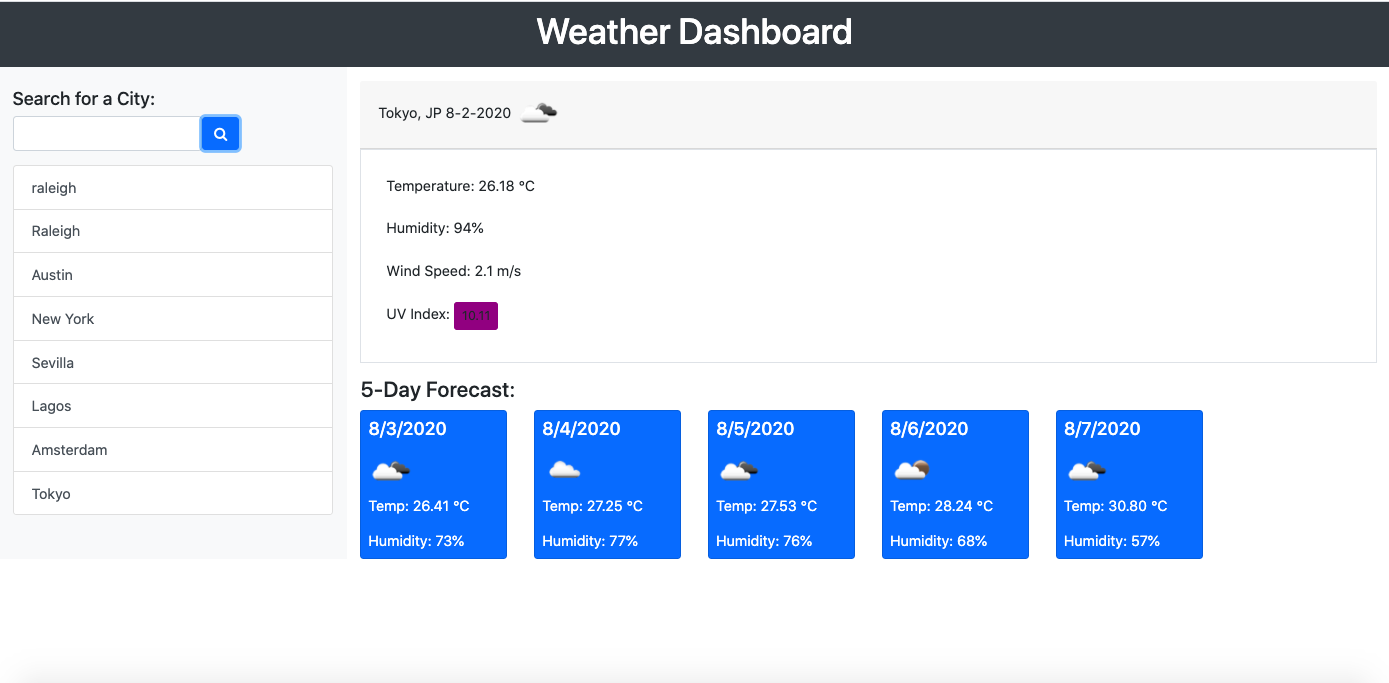 Weather Dashboard
Search for a City:
raleigh
Raleigh
Austin
New York
Sevilla
Lagos
Amsterdam
Tokyo
Tokyo, JP 8-2-2020
Temperature: 26.18 °C
Humidity: 94%
Wind Speed: 2.1 m/s
UV Index: 10.11
5-Day Forecast:
8/3/2020
Temp: 26.41 °C
Humidity: 73%
8/4/2020
Temp: 27.25 °C
Humidity: 77%
8/5/2020
Temp: 27.53 °C
Humidity: 76%
8/6/2020
Temp: 28.24 °C
Humidity: 68%
8/7/2020
Temp: 30.80 °C
Humidity: 57%